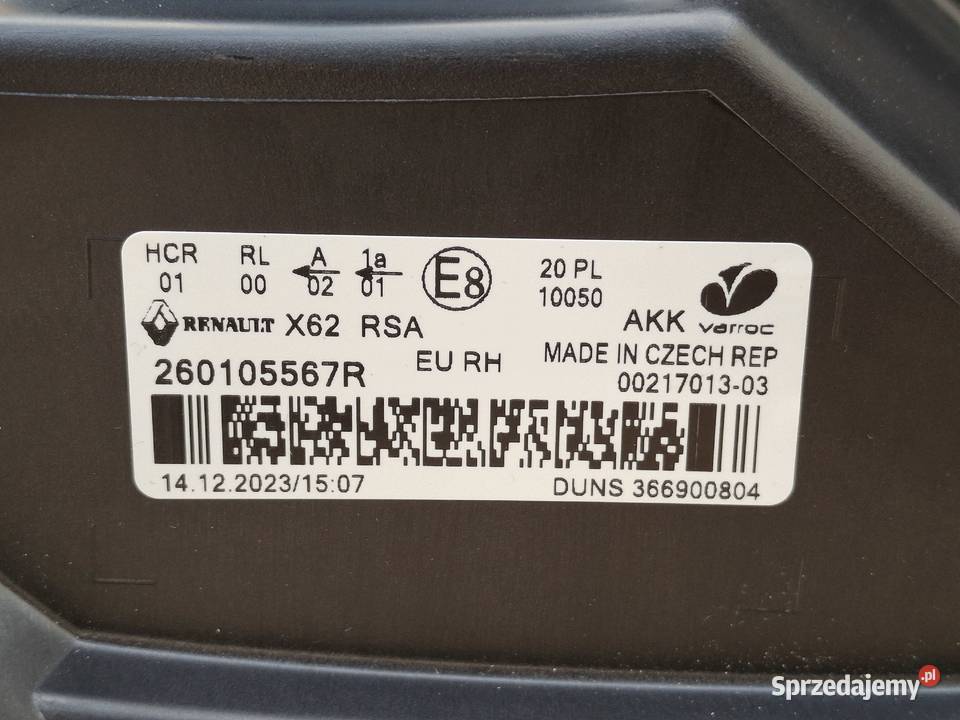 HCR RL A 1a E8 20 PL
01 00 02 01 10050
RENAULT X62 RSA AKK varroc
260105567R EU RH MADE IN CZECH REP
00217013-03
14.12.2023/15:07 DUNS 366900804
Sprzedajemy.pl